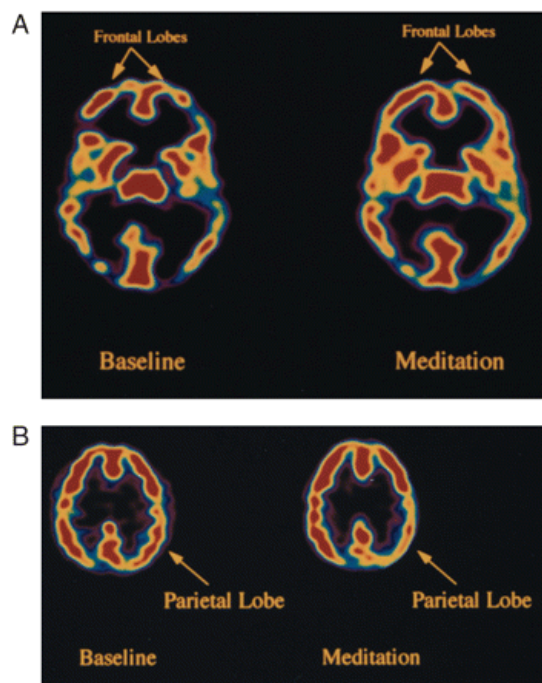 A
Frontal Lobes
Frontal Lobes
Baseline
Meditation
B
Parietal Lobe
Parietal Lobe
Baseline
Meditation